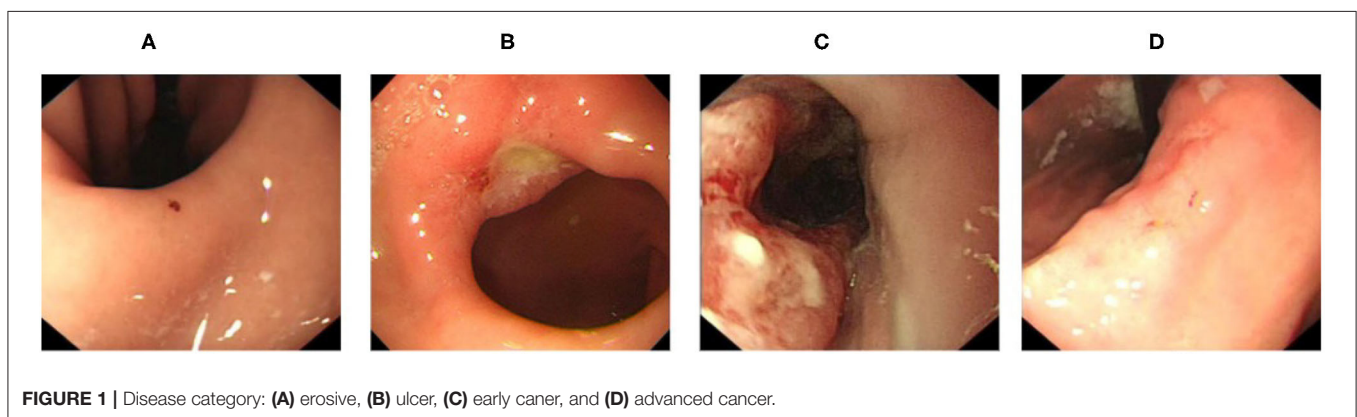 A B C D
FIGURE 1 | Disease category: (A) erosive, (B) ulcer, (C) early caner, and (D) advanced cancer.